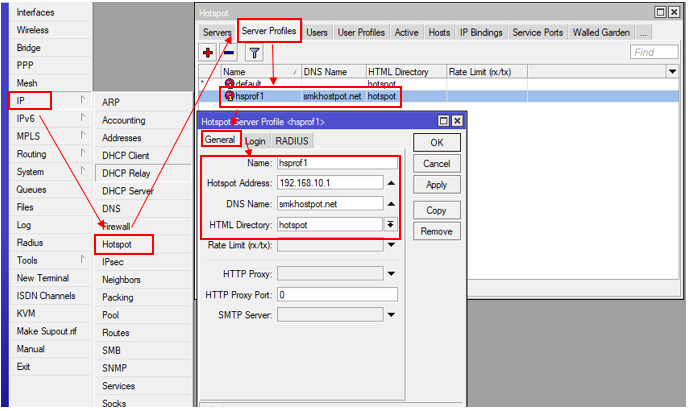 Interfaces
Wireless
Bridge
PPP
Mesh
IP
IPv6
MPLS
Routing
System
Queues
Files
Log
Radius
Tools
New Terminal
ISDN Channels
KVM
Make Supout.rif
Manual
Exit
ARP
Accounting
Addresses
DHCP Client
DHCP Relay
DHCP Server
DNS
Firewall
Hotspot
IPsec
Neighbors
Packing
Pool
Routes
SMB
SNMP
Services
Socks
Hotspot
Servers Server Profiles Users User Profiles Active Hosts IP Bindings Service Ports Walled Garden ...
Find
Name / DNS Name HTML Directory Rate Limit (rx/tx)
* default hotspot
hsprof1 smkhostpot.net hotspot
Hotspot Server Profile <hsprof1>
General Login RADIUS
Name: hsprof1
Hotspot Address: 192.168.10.1
DNS Name: smkhostpot.net
HTML Directory: hotspot
Rate Limit (rx/tx):
HTTP Proxy:
HTTP Proxy Port: 0
SMTP Server:
OK
Cancel
Apply
Copy
Remove